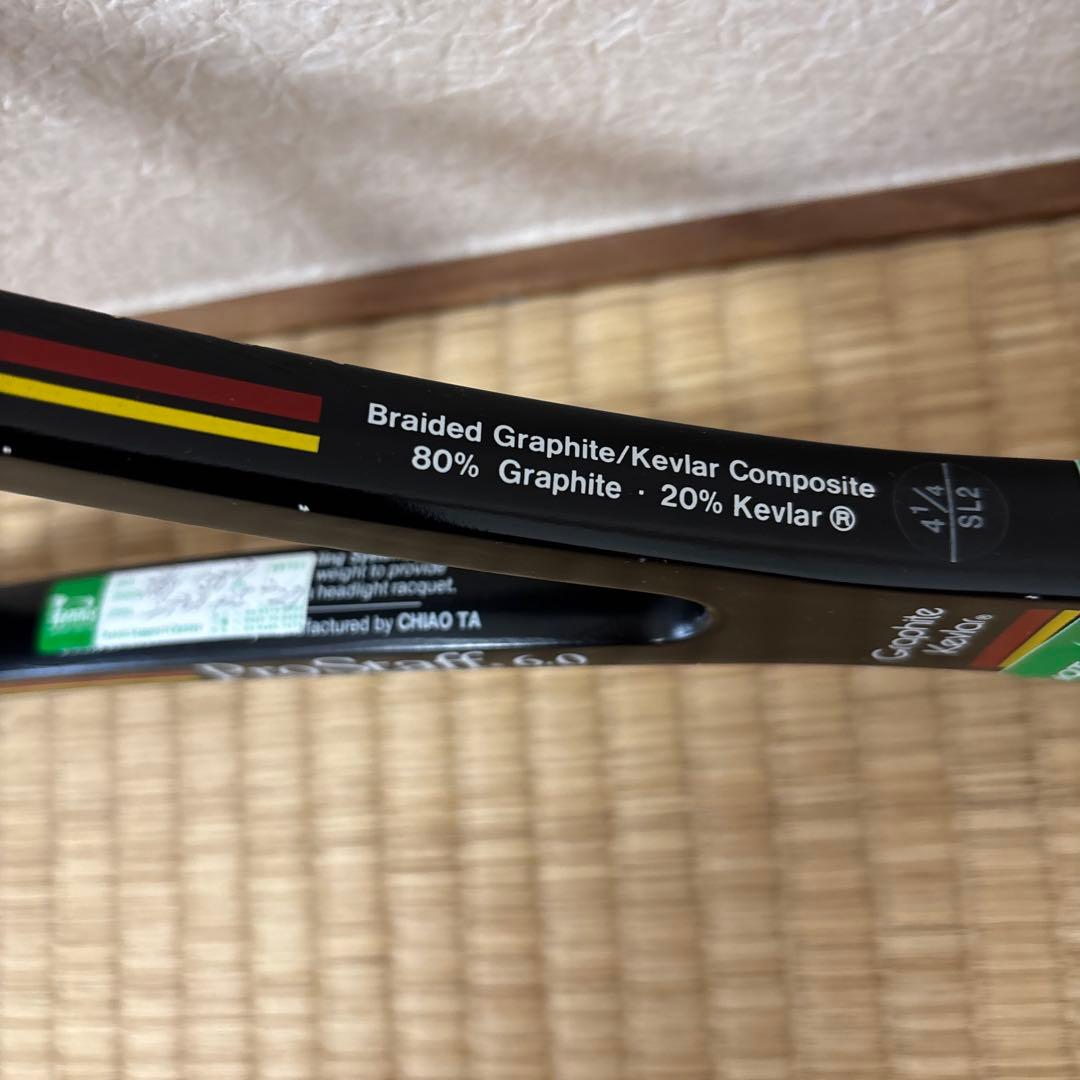 Braided Graphite/Kevlar Composite
80% Graphite · 20% Kevlar ®
4 1/4
SL2
weight to provide
headlight racquet.
factured by CHIAO TA
ProStaff 6.0
Graphite
Kevlar®